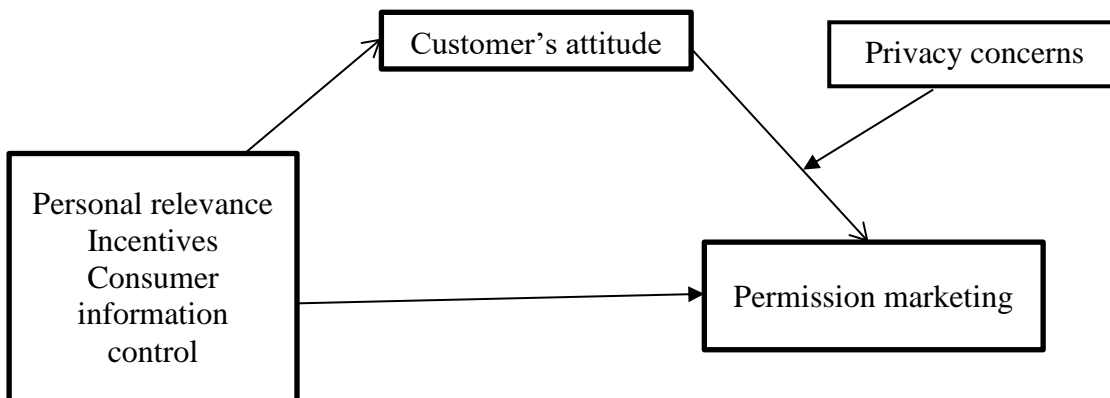 Customer’s attitude
Privacy concerns
Personal relevance
Incentives
Consumer
information
control
Permission marketing